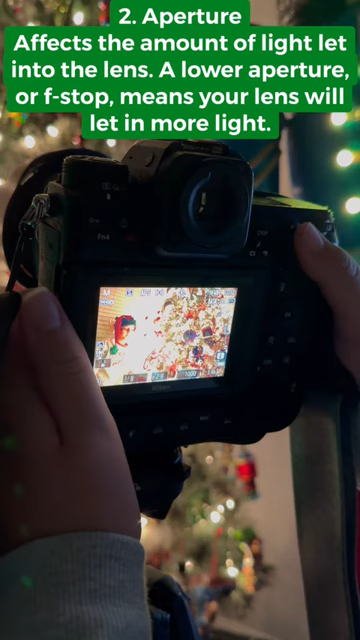 2. Aperture
Affects the amount of light let
into the lens. A lower aperture,
or f-stop, means your lens will
let in more light.
Fn4